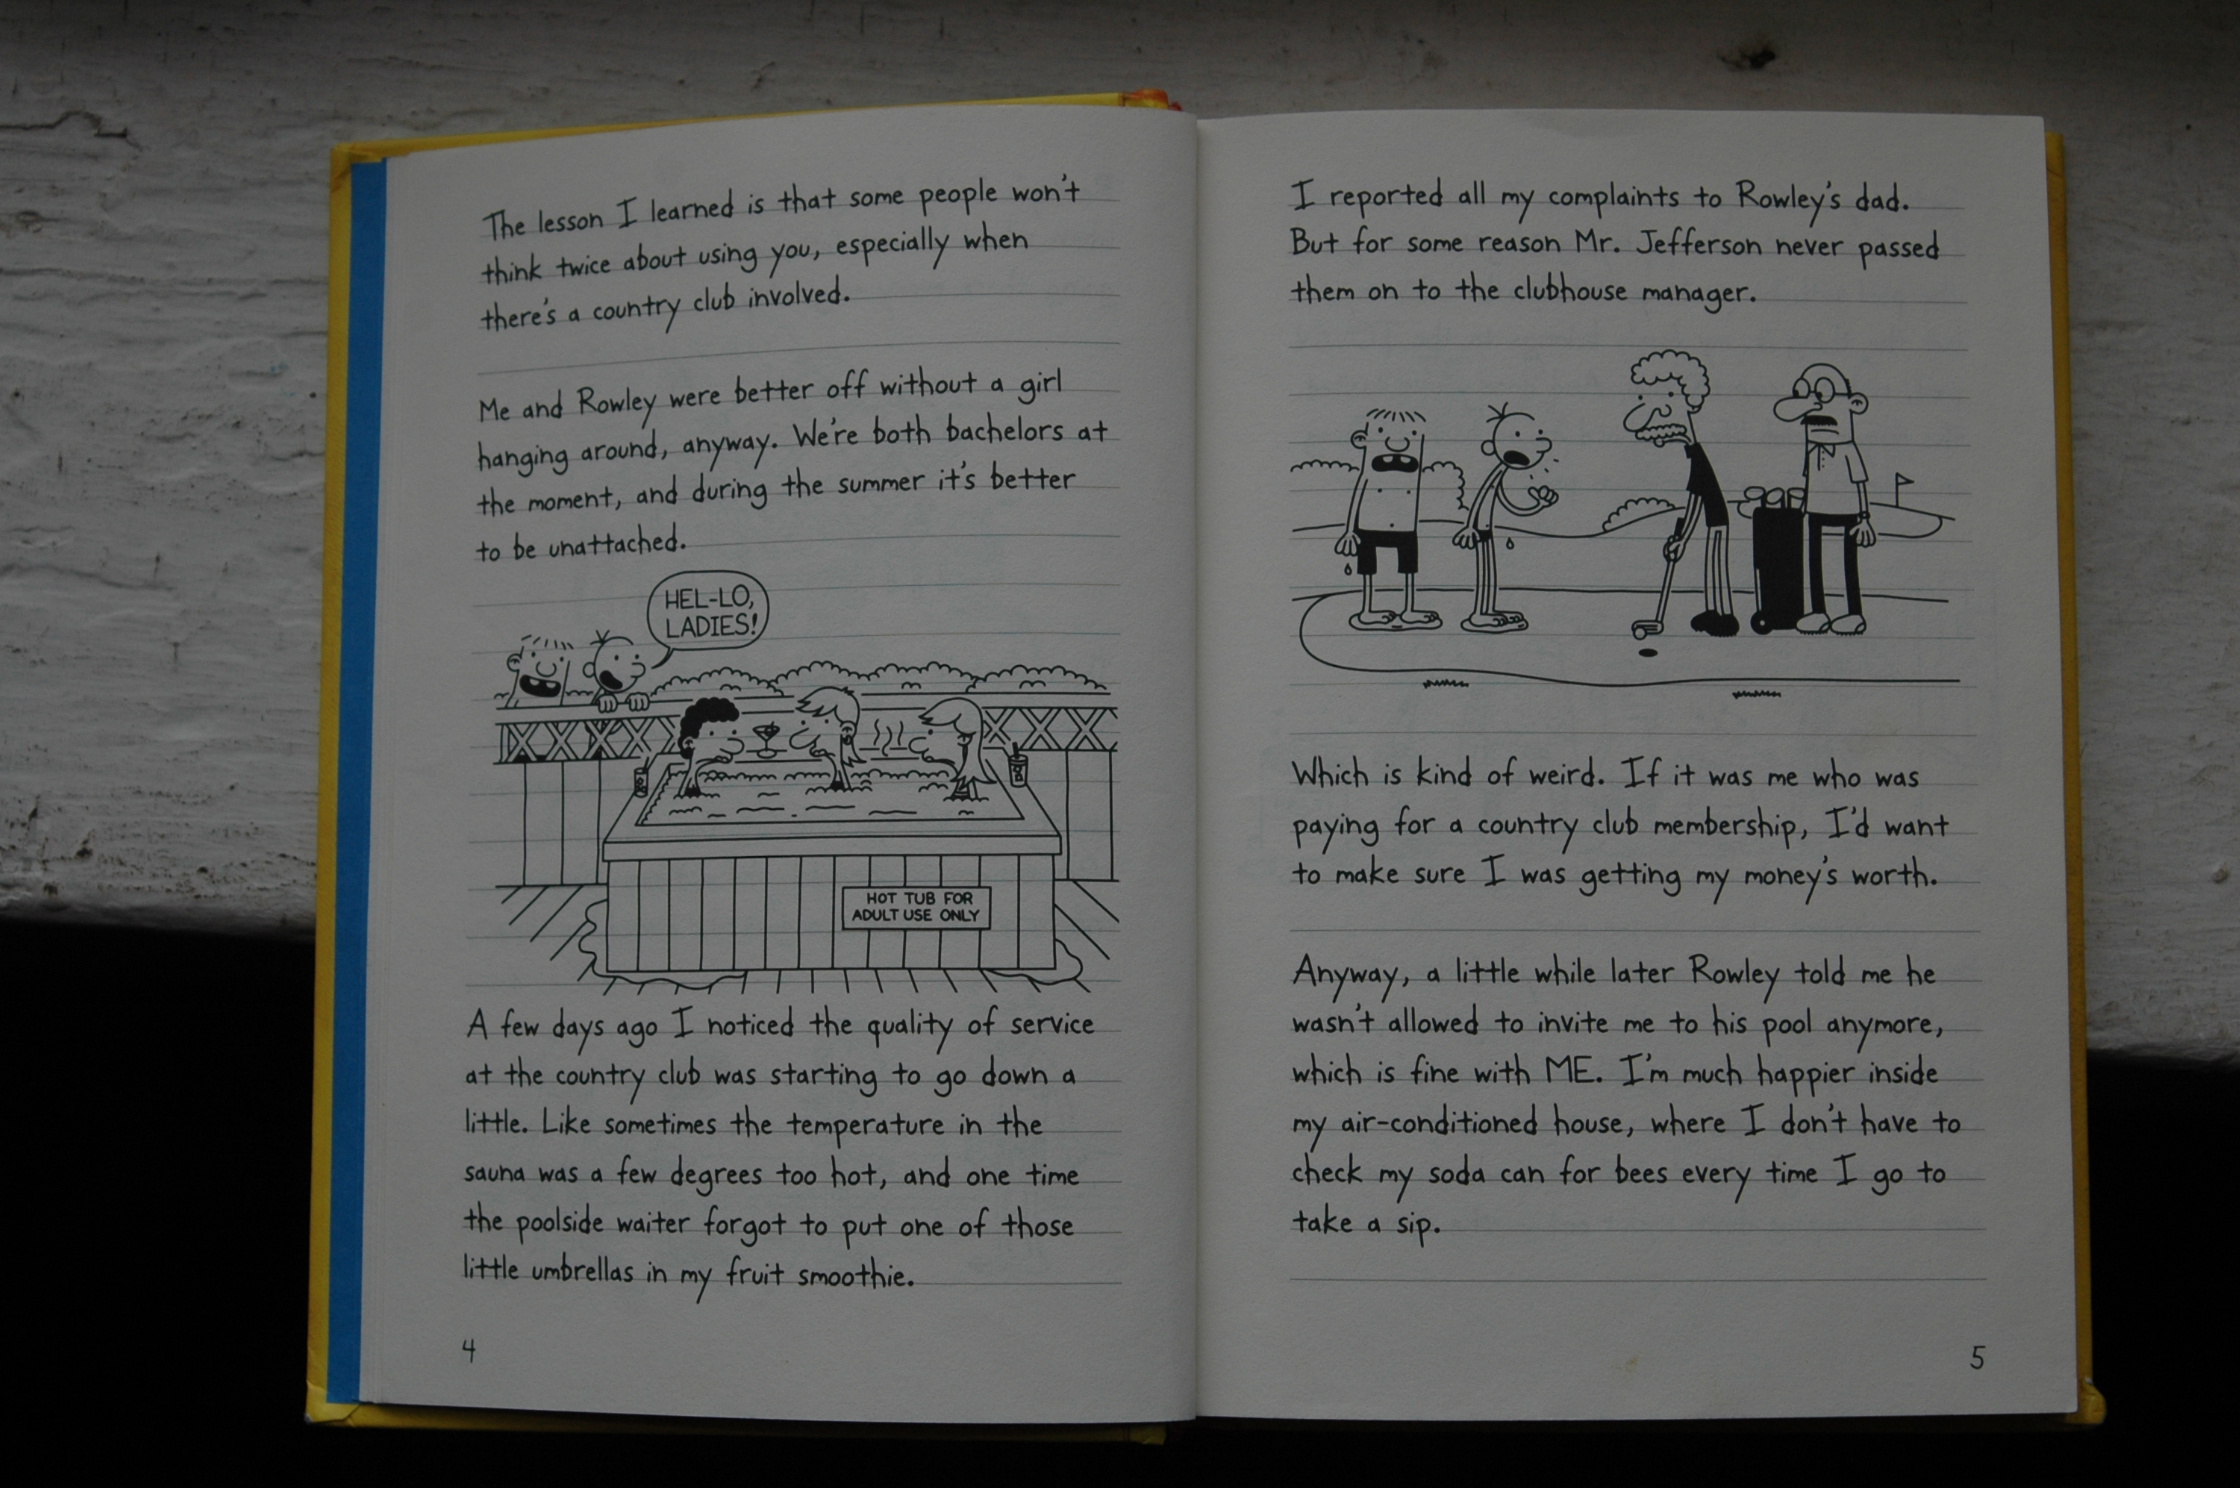 The lesson I learned is that some people won't
think twice about using you, especially when
there's a country club involved.
Me and Rowley were better off without a girl
hanging around, anyway. We're both bachelors at
the moment, and during the summer it's better
to be unattached.
HEL-LO,
LADIES!
HOT TUB FOR
ADULT USE ONLY
A few days ago I noticed the quality of service
at the country club was starting to go down a
little. Like sometimes the temperature in the
sauna was a few degrees too hot, and one time
the poolside waiter forgot to put one of those
little umbrellas in my fruit smoothie.
4
I reported all my complaints to Rowley's dad.
But for some reason Mr. Jefferson never passed
them on to the clubhouse manager.
Which is kind of weird. If it was me who was
paying for a country club membership, I'd want
to make sure I was getting my money's worth.
Anyway, a little while later Rowley told me he
wasn't allowed to invite me to his pool anymore,
which is fine with ME. I'm much happier inside
my air-conditioned house, where I don't have to
check my soda can for bees every time I go to
take a sip.
5